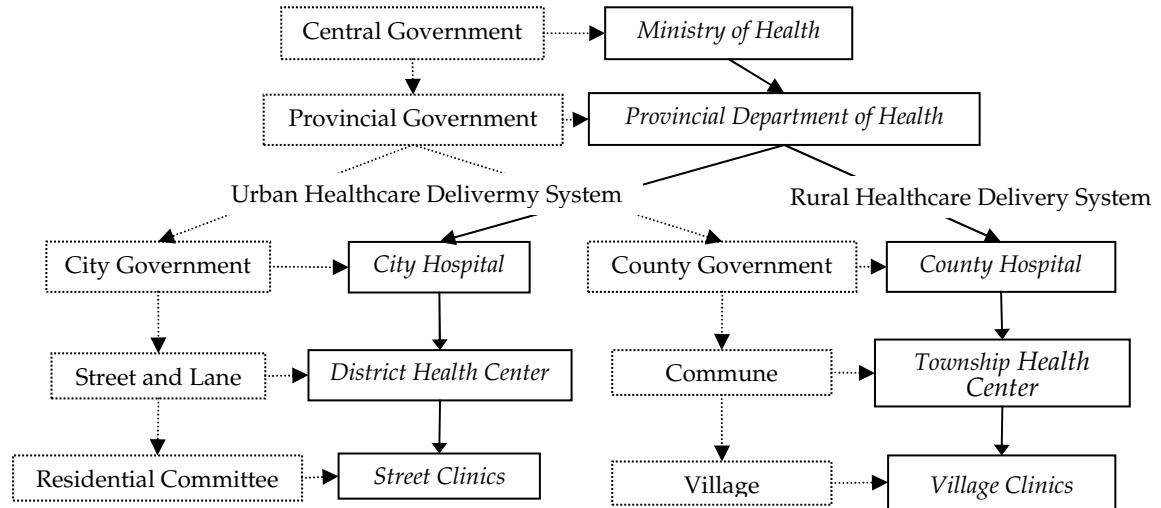 Central Government
Ministry of Health
Provincial Government
Provincial Department of Health
Urban Healthcare Delivermy System
Rural Healthcare Delivery System
City Government
City Hospital
County Government
County Hospital
Street and Lane
District Health Center
Commune
Township Health
Center
Residential Committee
Street Clinics
Village
Village Clinics